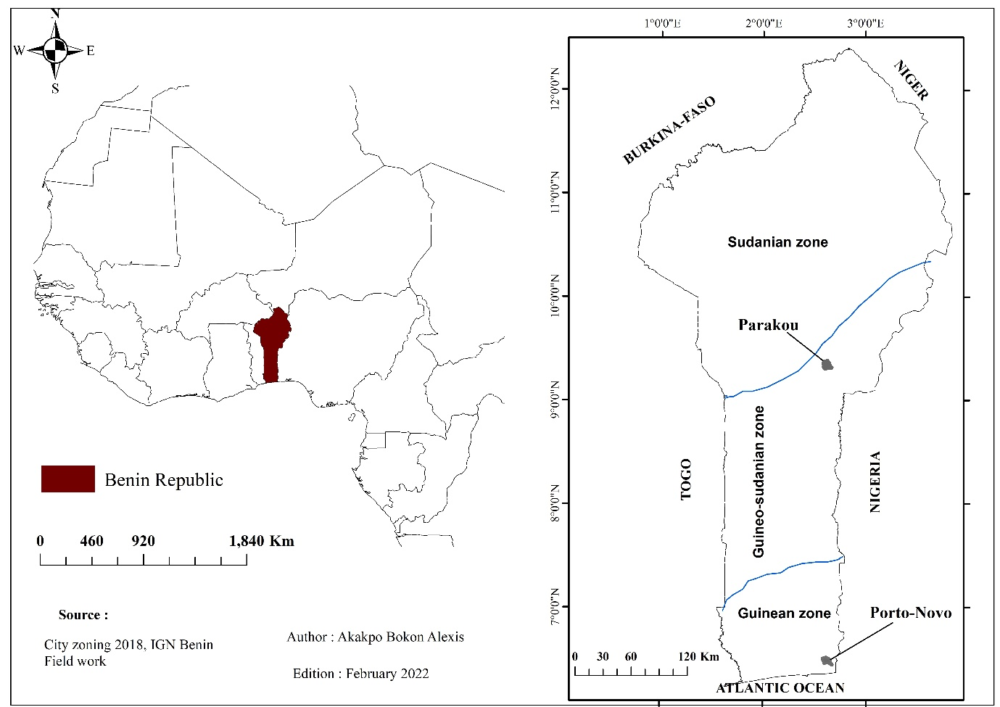 N
W
E
S
Benin Republic
0 460 920 1,840 Km
Source :
City zoning 2018, IGN Benin
Field work
Author : Akakpo Bokon Alexis
Edition : February 2022
1°0'0"E 2°0'0"E 3°0'0"E
12°0'0"N
11°0'0"N
10°0'0"N
9°0'0"N
8°0'0"N
7°0'0"N
NIGER
BURKINA-FASO
Sudanian zone
Parakou
Guineo-sudanian zone
TOGO
NIGERIA
Guinean zone
Porto-Novo
0 30 60 120 Km
ATLANTIC OCEAN